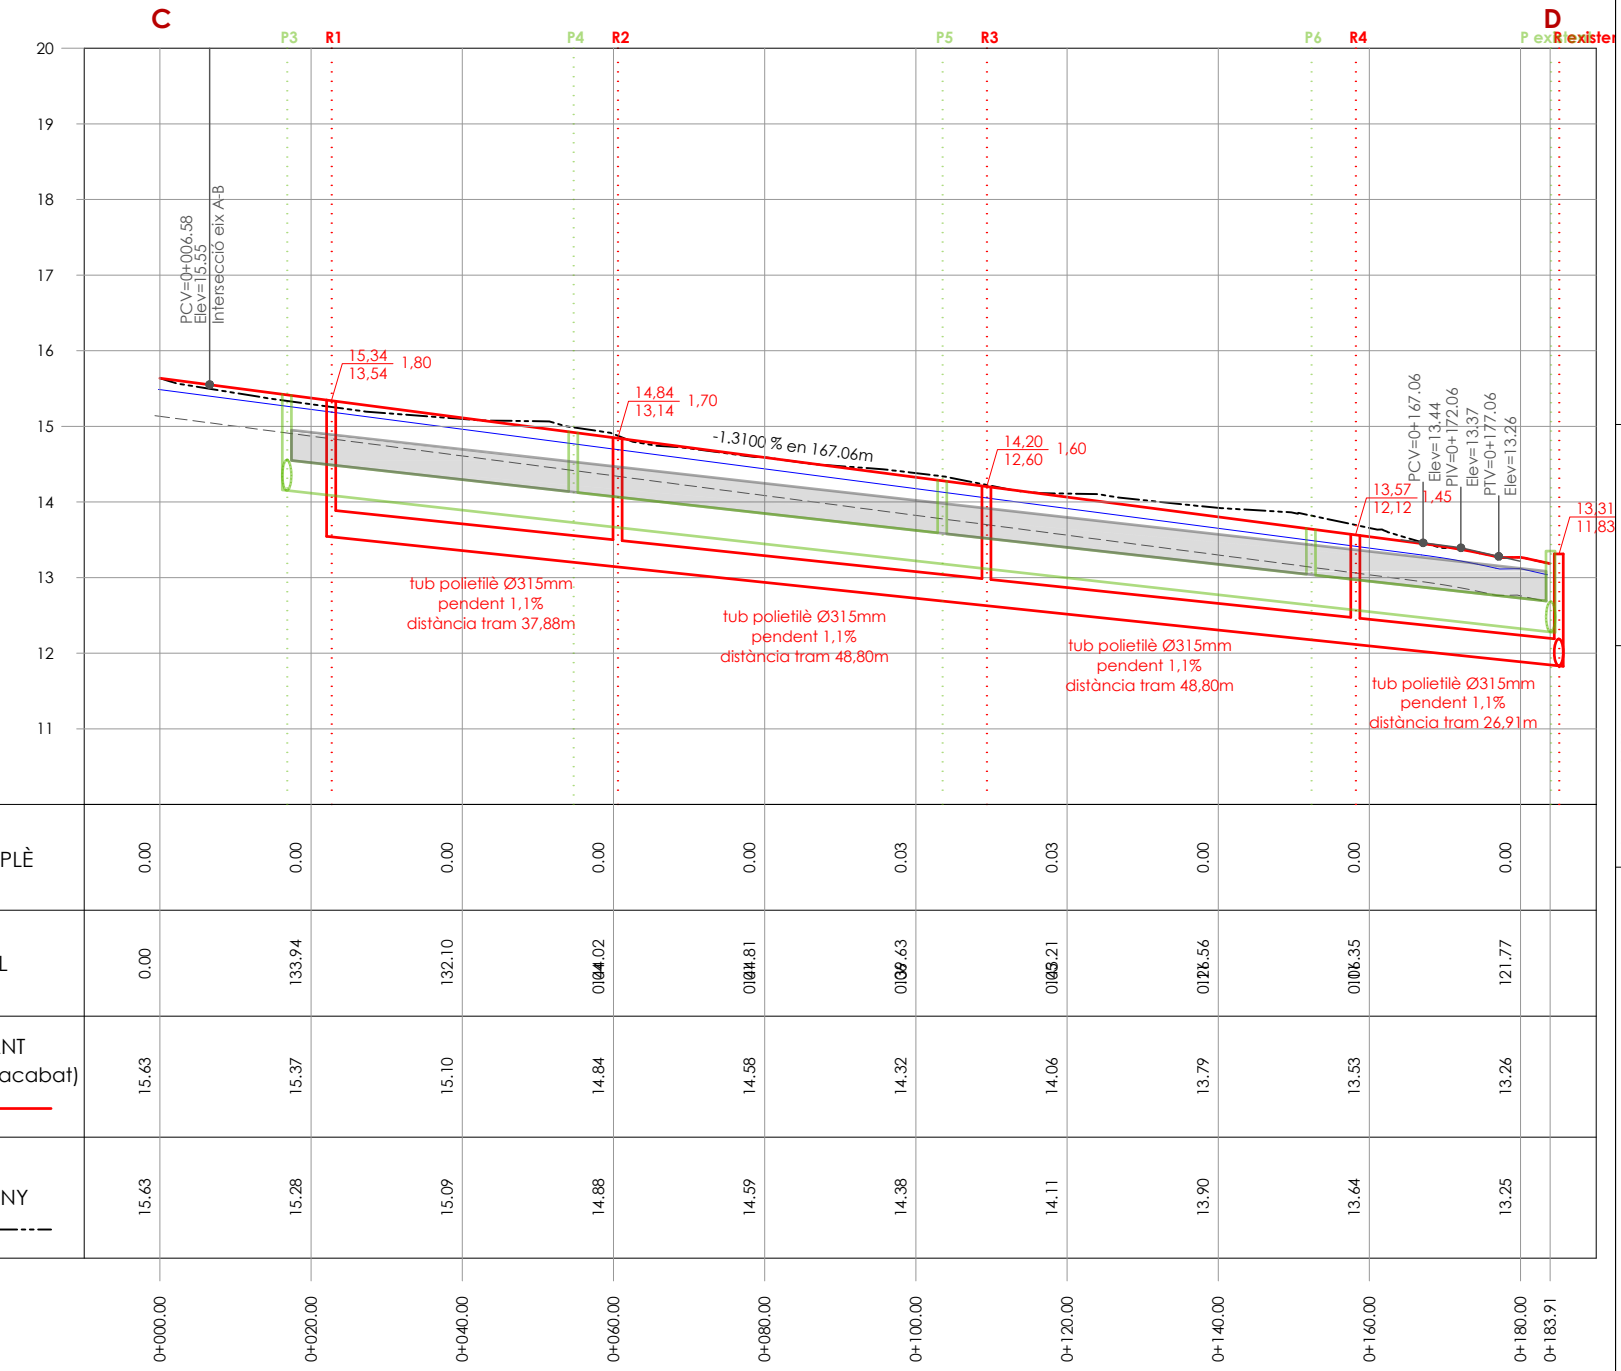 C
D
P3
R1
P4
R2
P5
R3
P6
R4
20
19
18
17
16
15
14
13
12
11
PCV=0+006.58
Elev=15.55
Intersecció eix A-B
15,34
13,54
1,80
14,84
13,14
1,70
-1.3100 % en 167.06m
14,20
12,60
1,60
13,57
12,12
1,45
PCV=0+167.06
Elev=13.44
PIV=0+172.06
Elev=13.37
PTV=0+177.06
Elev=13.26
13,31
11,83
tub polietilè Ø315mm
pendent 1,1%
distància tram 37,88m
tub polietilè Ø315mm
pendent 1,1%
distància tram 48,80m
tub polietilè Ø315mm
pendent 1,1%
distància tram 48,80m
tub polietilè Ø315mm
pendent 1,1%
distància tram 26,91m
PLÈ
0.00 0.00 0.00 0.00 0.00 0.03 0.03 0.00 0.00 0.00
L
0.00 133.94 132.10 121.77
NT
acabat)
15.63 15.37 15.10 14.84 14.58 14.32 14.06 13.79 13.53 13.26
NY
15.63 15.28 15.09 14.88 14.59 14.38 14.11 13.90 13.64 13.25
0+000.00 0+020.00 0+040.00 0+060.00 0+080.00 0+100.00 0+120.00 0+140.00 0+160.00 0+180.00 0+183.91